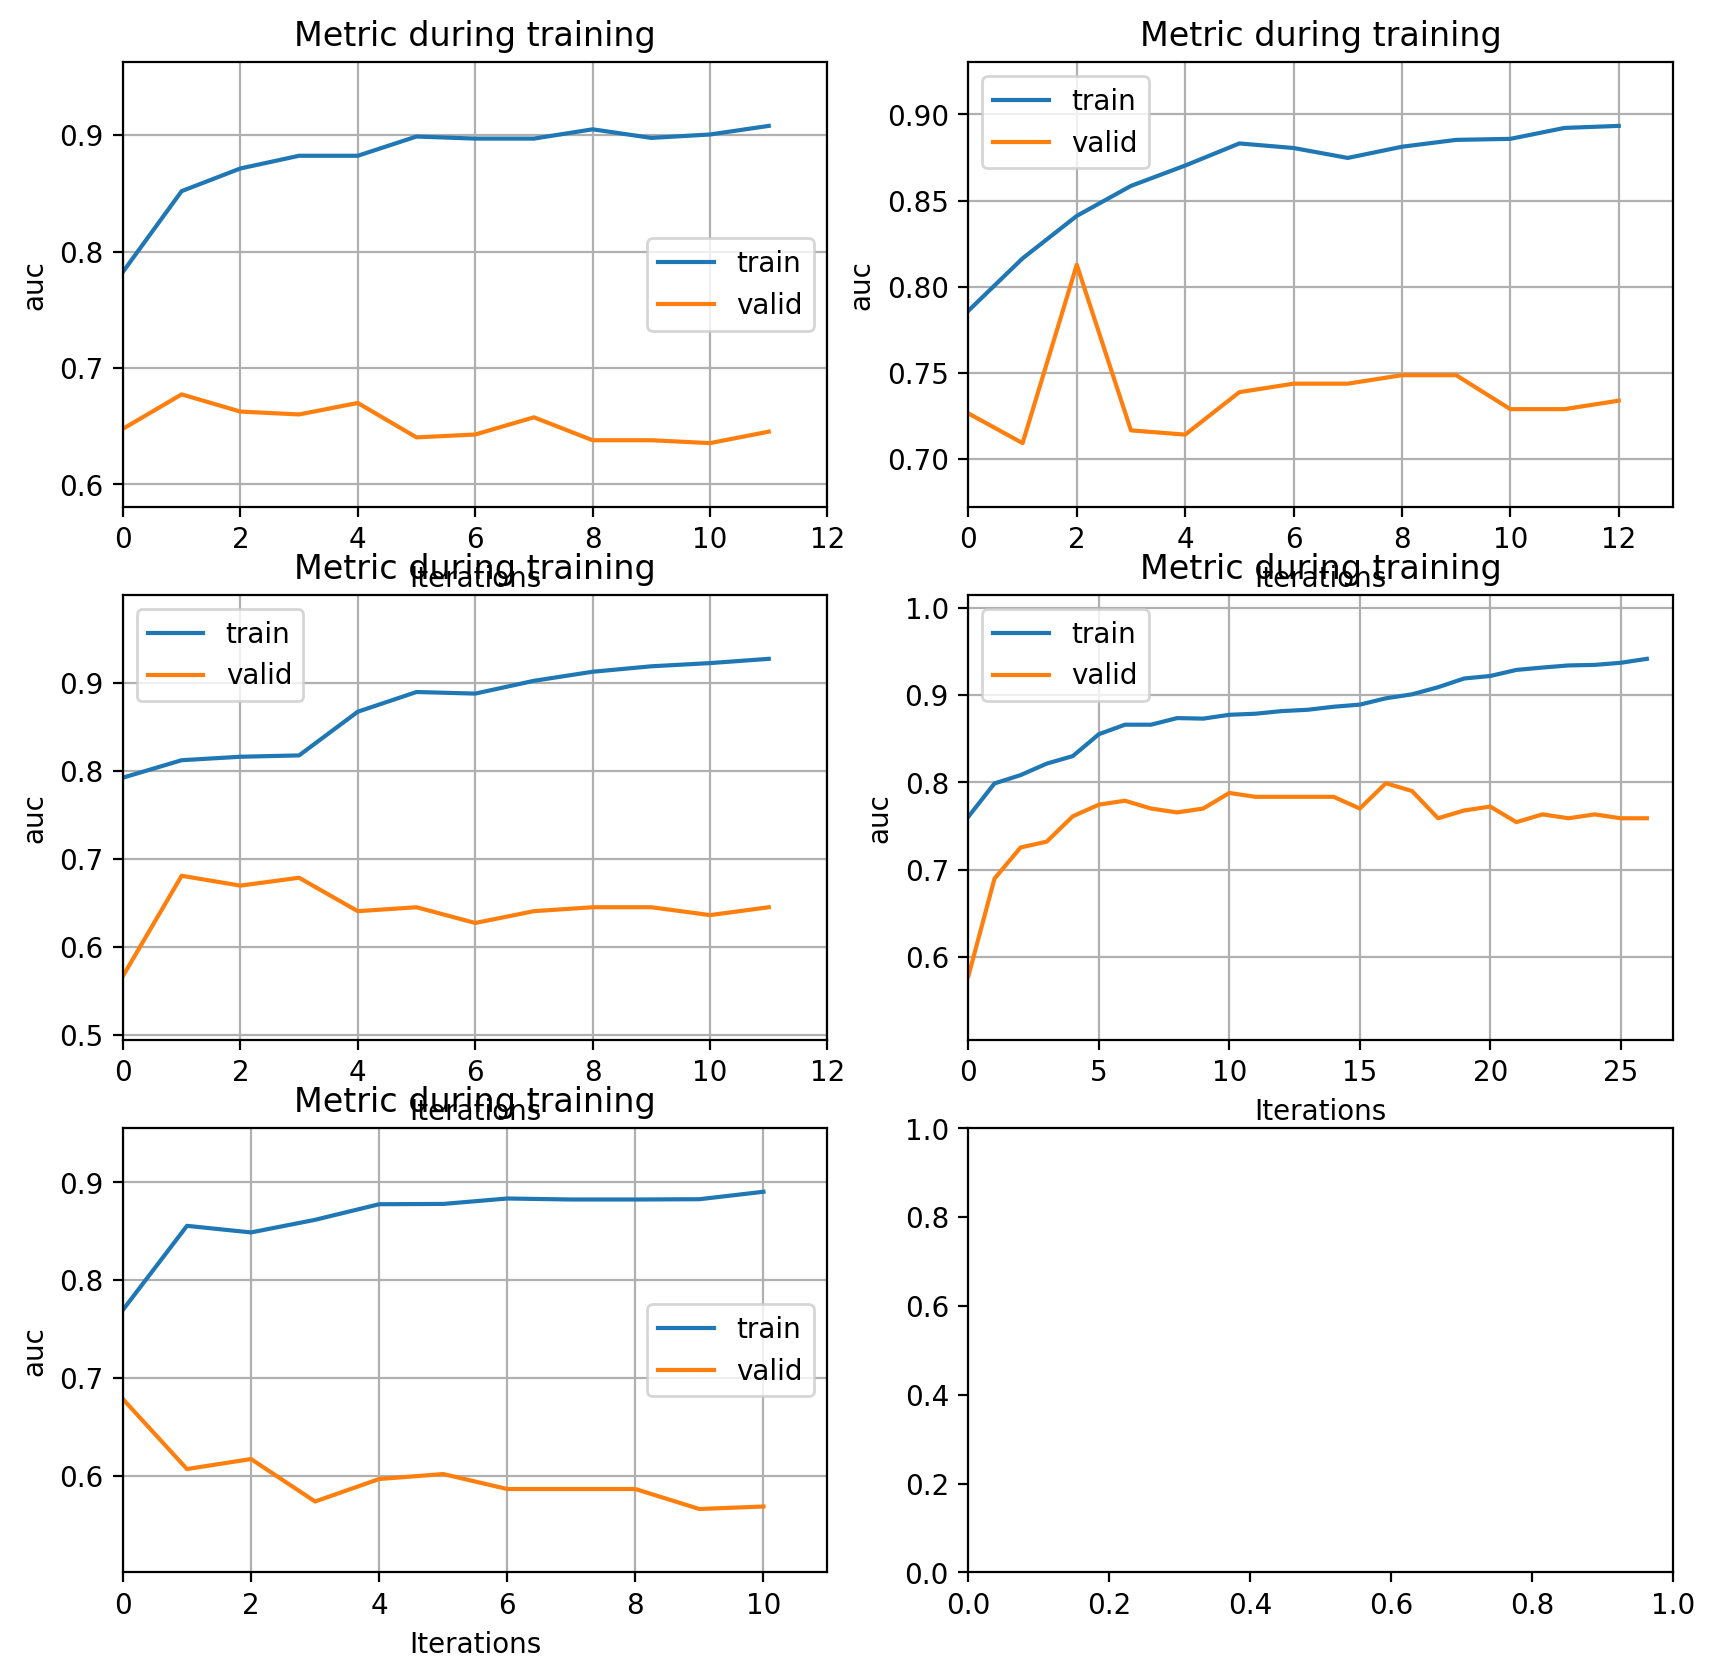 Metric during training
auc
0.9
0.8
0.7
0.6
train
valid
0 2 4 6 8 10 12
Iterations
Metric during training
auc
0.90
0.85
0.80
0.75
0.70
train
valid
0 2 4 6 8 10 12
Iterations
Metric during training
auc
0.9
0.8
0.7
0.6
0.5
train
valid
0 2 4 6 8 10 12
Iterations
Metric during training
auc
1.0
0.9
0.8
0.7
0.6
train
valid
0 5 10 15 20 25
Iterations
Metric during training
auc
0.9
0.8
0.7
0.6
train
valid
0 2 4 6 8 10
Iterations
1.0
0.8
0.6
0.4
0.2
0.0
0.0 0.2 0.4 0.6 0.8 1.0